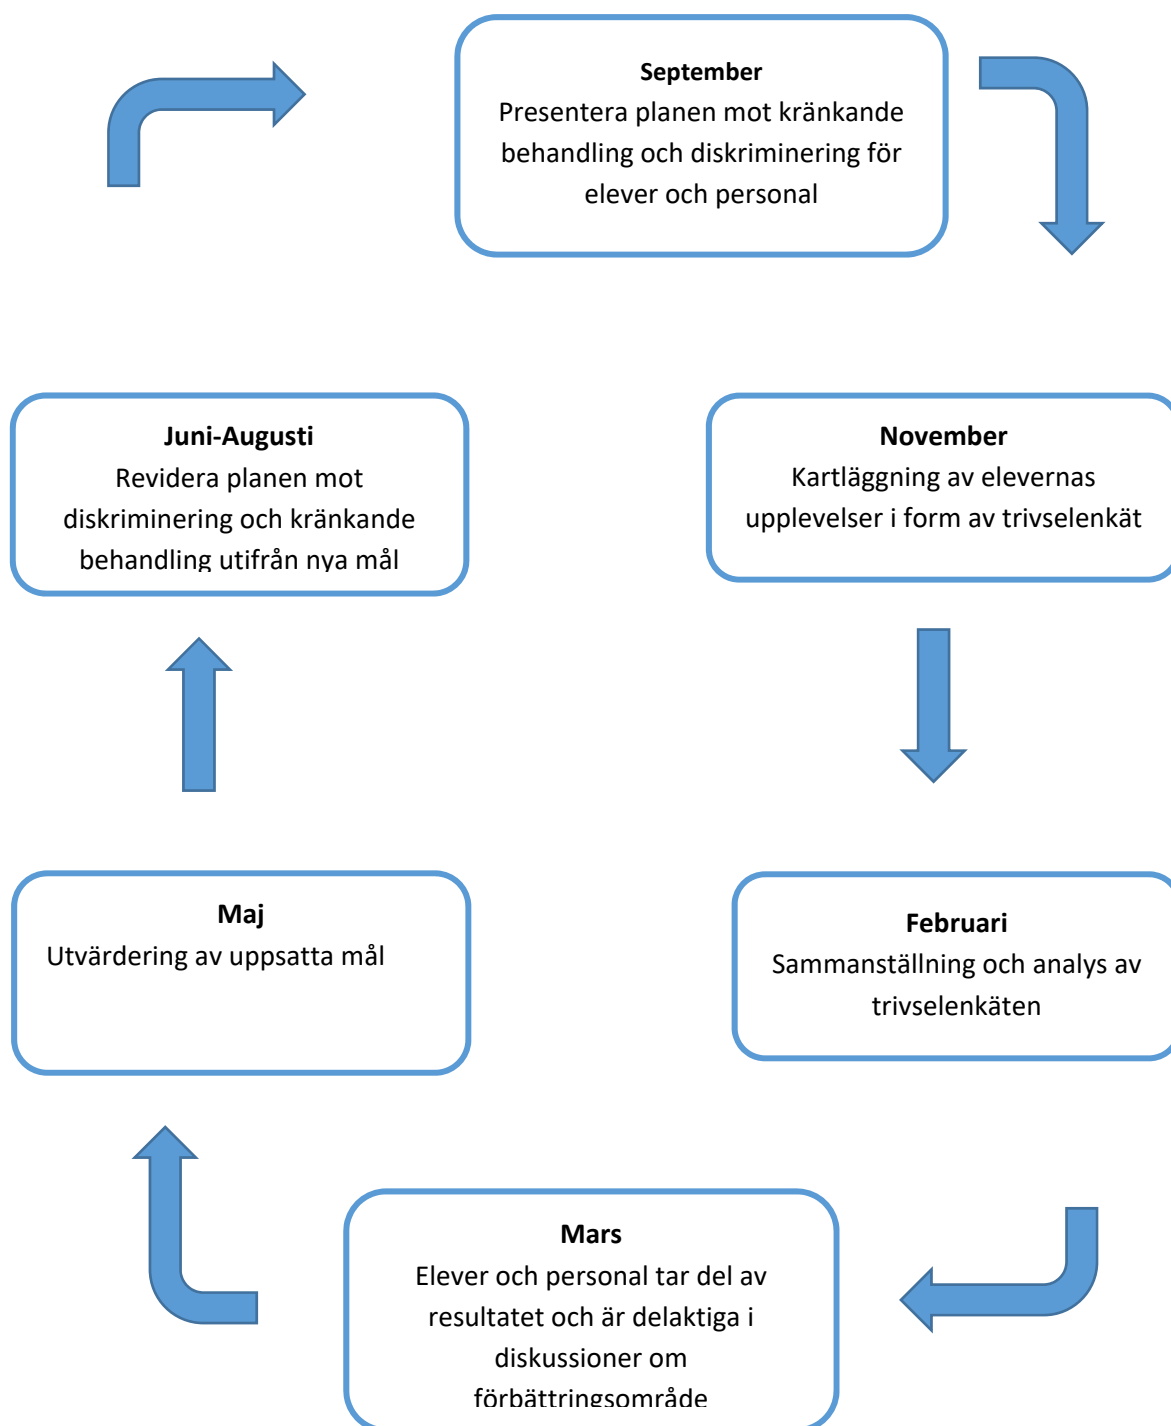 September
Presentera planen mot kränkande
behandling och diskriminering för
elever och personal
November
Kartläggning av elevernas
upplevelser i form av trivselenkät
Februari
Sammanställning och analys av
trivselenkäten
Mars
Elever och personal tar del av
resultatet och är delaktiga i
diskussioner om
förbättringsområde
Maj
Utvärdering av uppsatta mål
Juni-Augusti
Revidera planen mot
diskriminering och kränkande
behandling utifrån nya mål